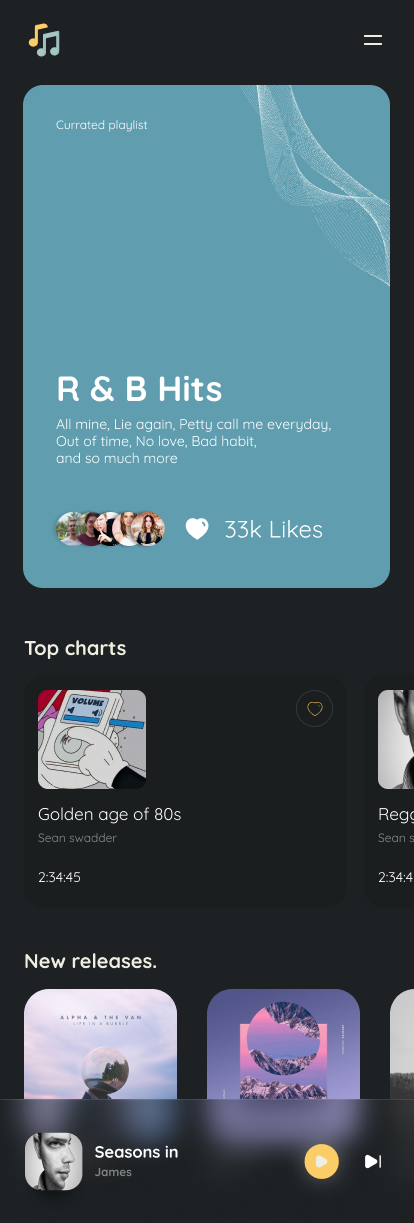 Currated playlist
R & B Hits
All mine, Lie again, Petty call me everyday,
Out of time, No love, Bad habit,
and so much more
33k Likes
Top charts
VOLUME
Golden age of 80s
Sean swadder
2:34:45
Regg
Sean s
2:34:4
New releases.
ALPHA & THE VAN
LIFE IN A BUBBLE
Seasons in
James